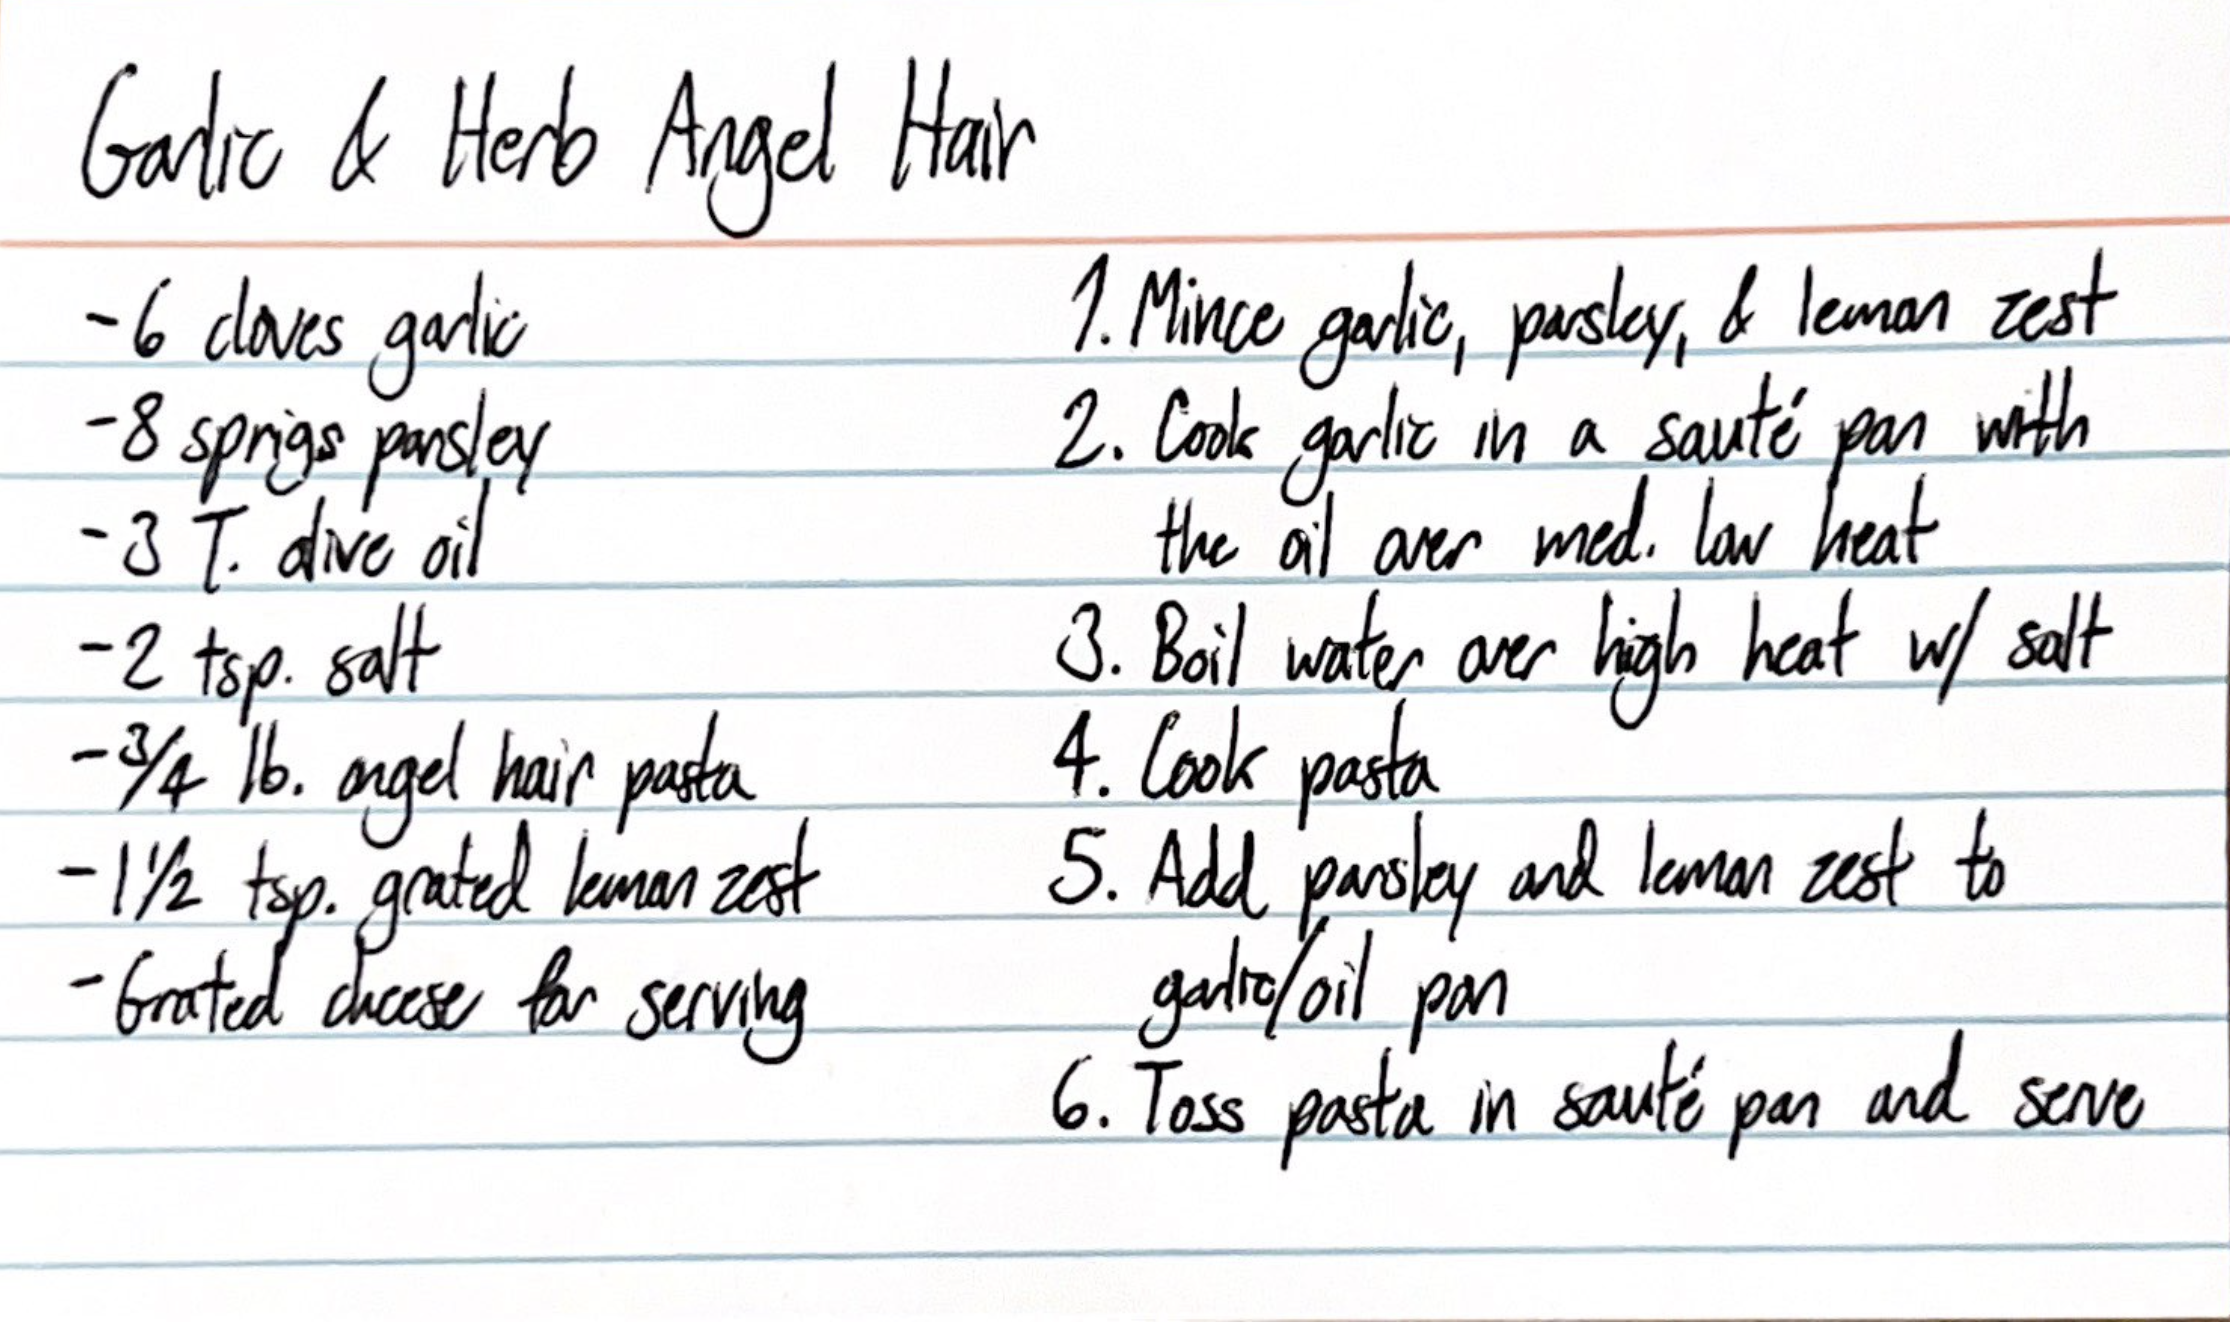 Garlic & Herb Angel Hair
-6 cloves garlic
-8 sprigs parsley
-3 T. olive oil
-2 tsp. salt
-3/4 lb. angel hair pasta
-1 1/2 tsp. grated lemon zest
-Grated cheese for serving
1. Mince garlic, parsley, & lemon zest
2. Cook garlic in a sauté pan with
the oil over med. low heat
3. Boil water over high heat w/ salt
4. Cook pasta
5. Add parsley and lemon zest to
garlic/oil pan
6. Toss pasta in sauté pan and serve